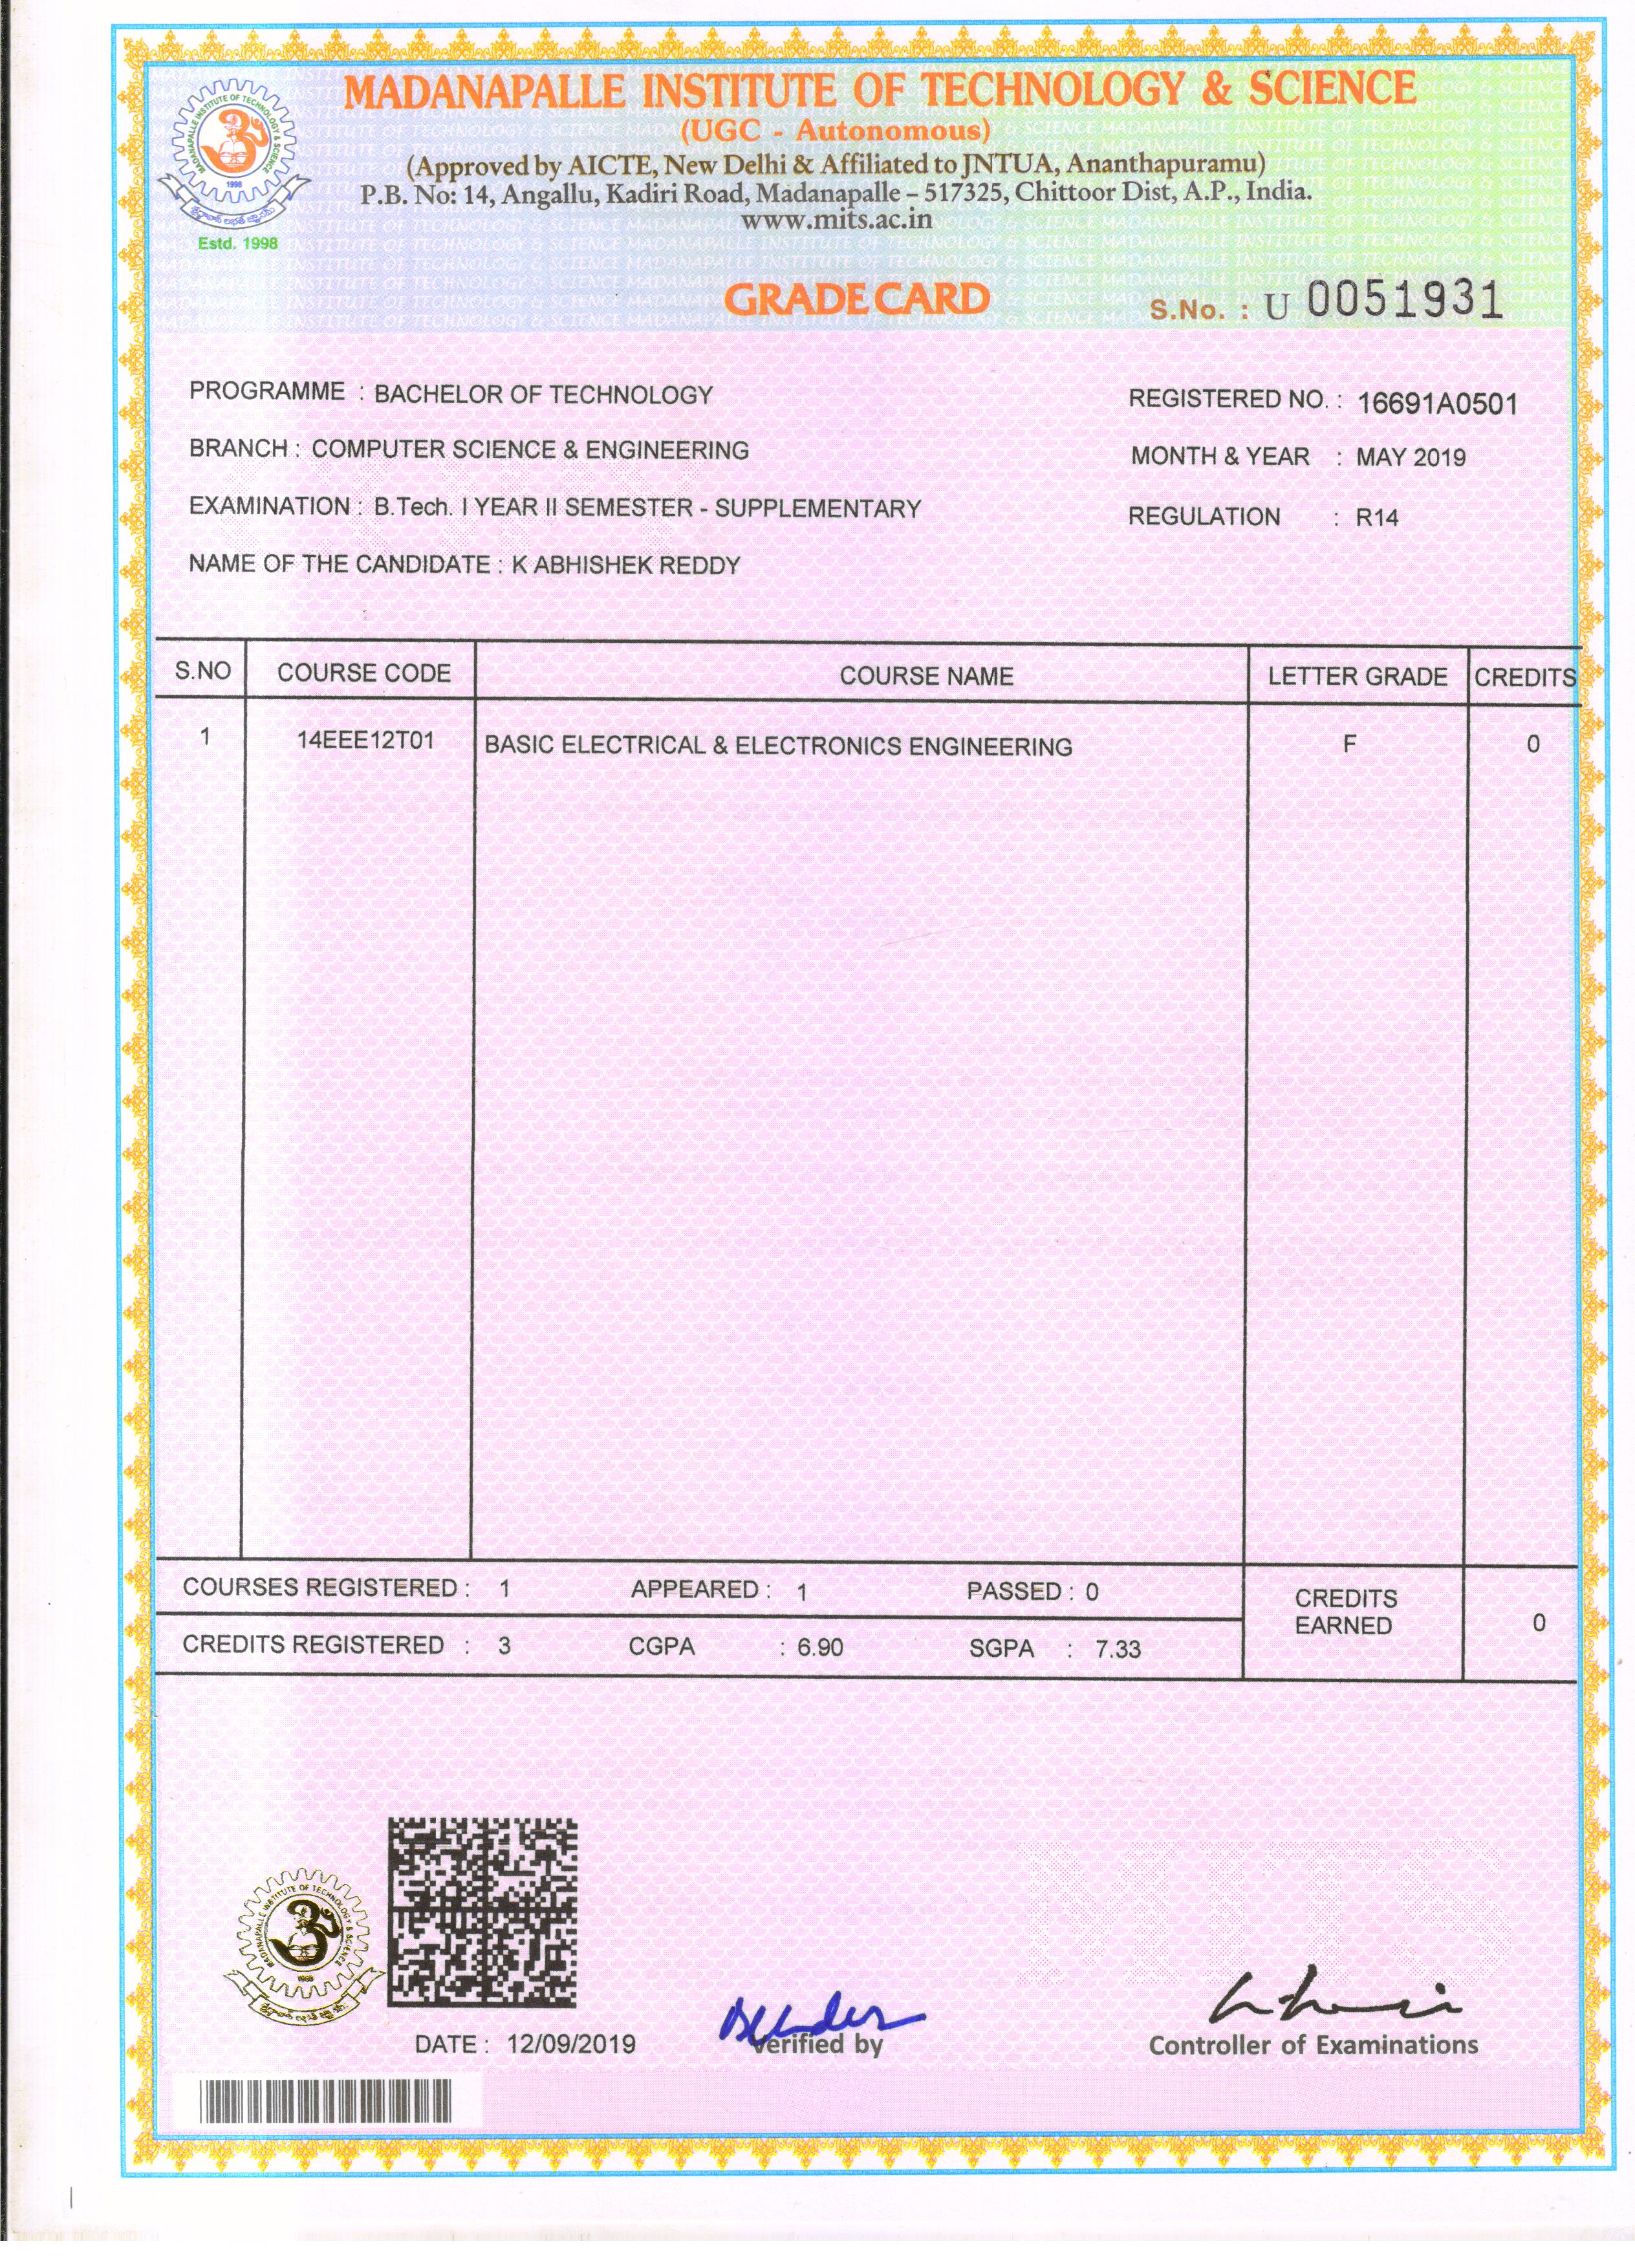 MADANAPALLE INSTITUTE OF TECHNOLOGY & SCIENCE
(UGC - Autonomous)
(Approved by AICTE, New Delhi & Affiliated to JNTUA, Ananthapuramu)
P.B. No: 14, Angallu, Kadiri Road, Madanapalle – 517325, Chittoor Dist, A.P., India.
www.mits.ac.in
MADANAPALLE INSTITUTE OF TECHNOLOGY & SCIENCE
1998
Estd. 1998
GRADE CARD
S.No. : U 0051931
PROGRAMME : BACHELOR OF TECHNOLOGY
REGISTERED NO. : 16691A0501
BRANCH : COMPUTER SCIENCE & ENGINEERING
MONTH & YEAR : MAY 2019
EXAMINATION : B.Tech. I YEAR II SEMESTER - SUPPLEMENTARY
REGULATION : R14
NAME OF THE CANDIDATE : K ABHISHEK REDDY
S.NO COURSE CODE COURSE NAME LETTER GRADE CREDITS
1 14EEE12T01 BASIC ELECTRICAL & ELECTRONICS ENGINEERING F 0
COURSES REGISTERED : 1 APPEARED : 1 PASSED : 0
CREDITS EARNED 0
CREDITS REGISTERED : 3 CGPA : 6.90 SGPA : 7.33
MADANAPALLE INSTITUTE OF TECHNOLOGY & SCIENCE
1998
DATE : 12/09/2019
Verified by
Controller of Examinations